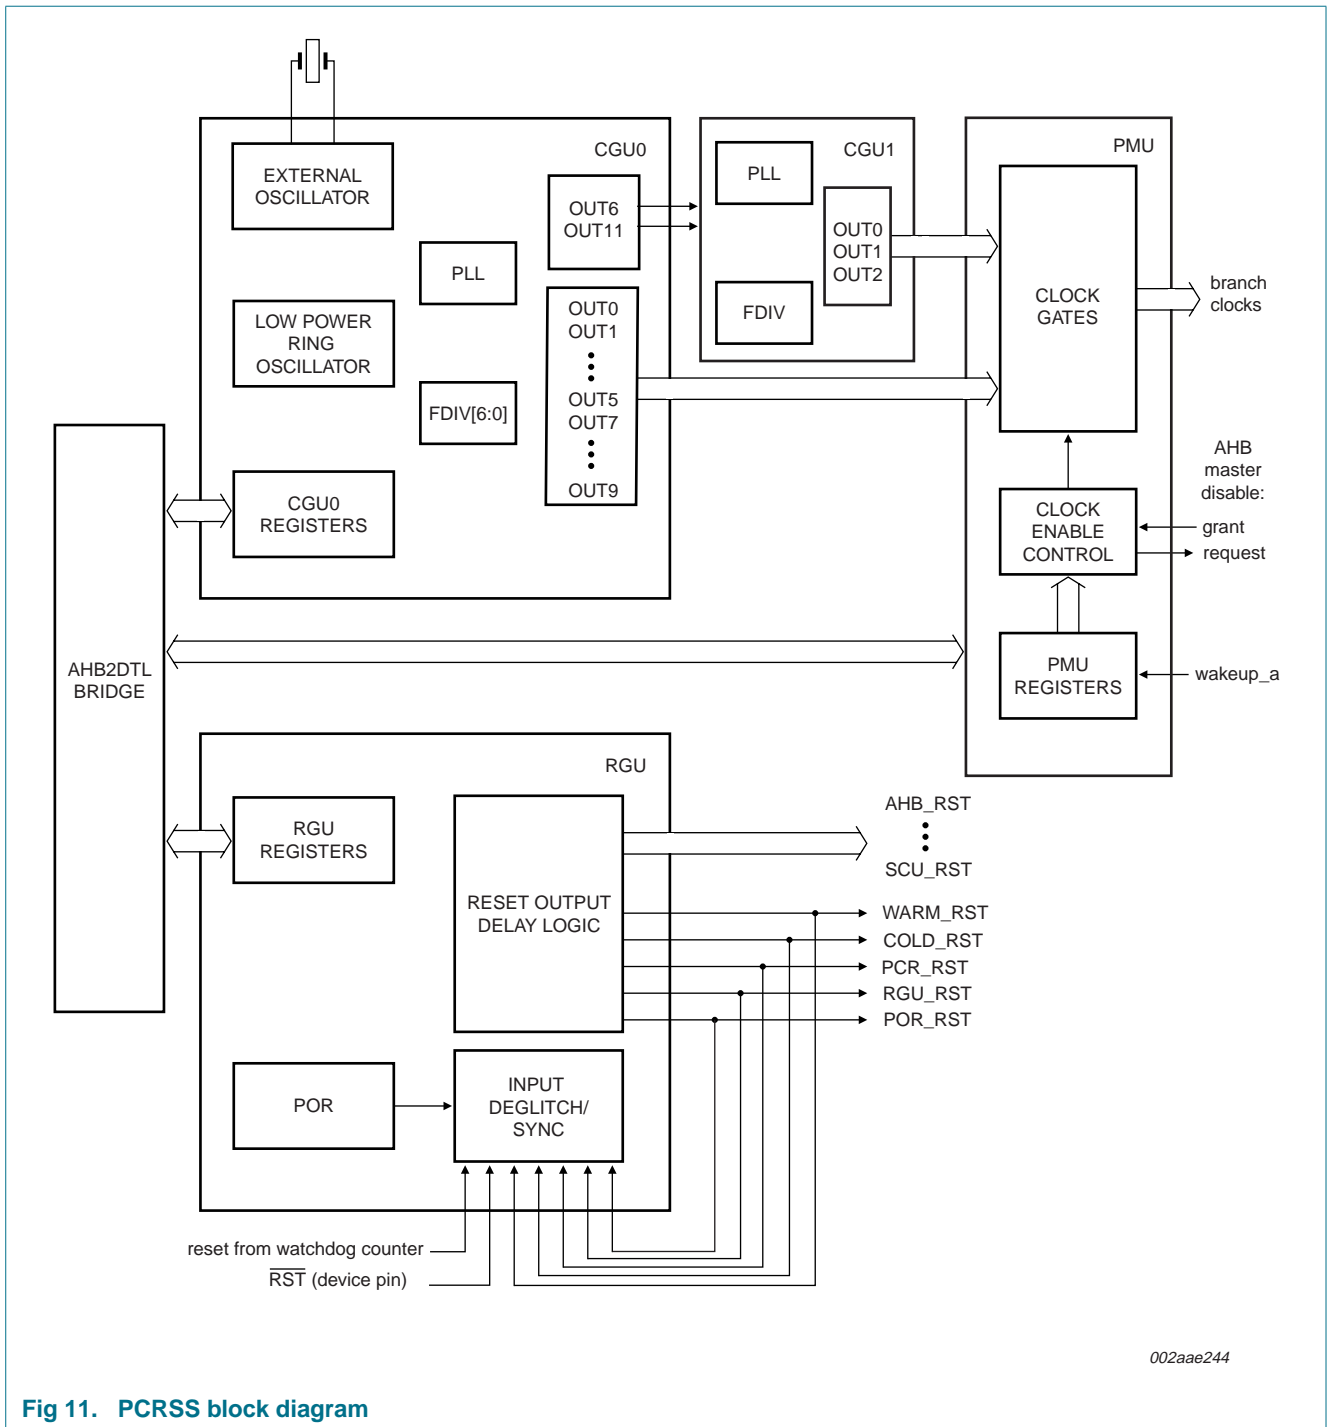 CGU0
EXTERNAL
OSCILLATOR
LOW POWER
RING
OSCILLATOR
CGU0
REGISTERS
PLL
FDIV[6:0]
OUT6
OUT11
OUT0
OUT1
OUT5
OUT7
OUT9
CGU1
PLL
FDIV
OUT0
OUT1
OUT2
PMU
CLOCK
GATES
branch
clocks
CLOCK
ENABLE
CONTROL
AHB
master
disable:
grant
request
PMU
REGISTERS
wakeup_a
AHB2DTL
BRIDGE
RGU
RGU
REGISTERS
RESET OUTPUT
DELAY LOGIC
AHB_RST
SCU_RST
WARM_RST
COLD_RST
PCR_RST
RGU_RST
POR_RST
POR
INPUT
DEGLITCH/
SYNC
reset from watchdog counter
RST (device pin)
002aae244
Fig 11. PCRSS block diagram